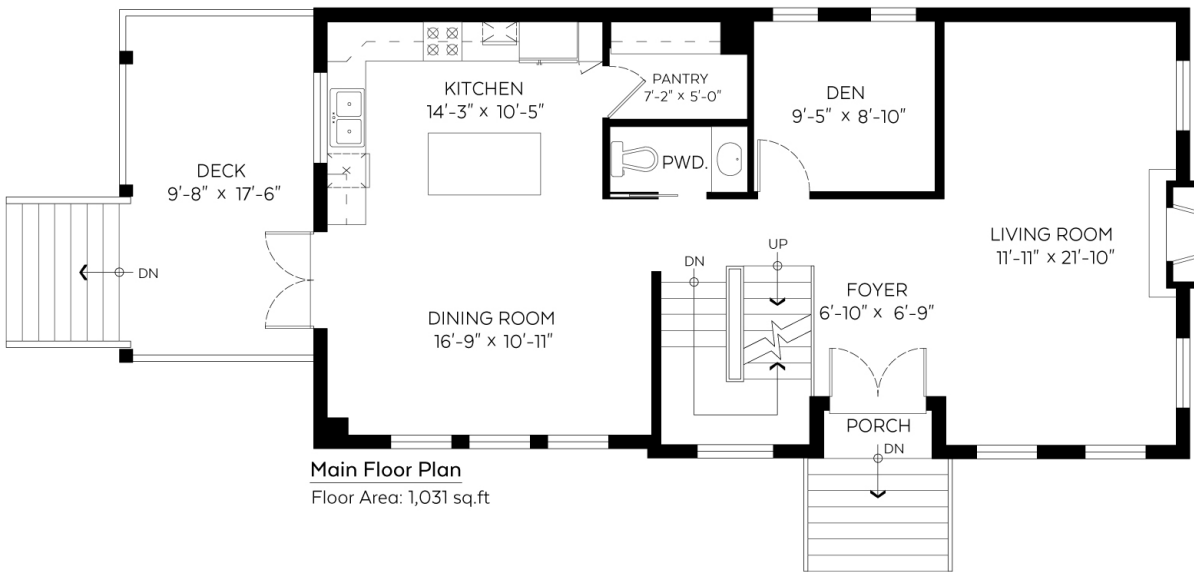 KITCHEN
14'-3" x 10'-5"
PANTRY
7'-2" x 5'-0"
DEN
9'-5" x 8'-10"
DECK
9'-8" x 17'-6"
PWD.
DN
DN
UP
LIVING ROOM
11'-11" x 21'-10"
FOYER
6'-10" x 6'-9"
DINING ROOM
16'-9" x 10'-11"
PORCH
DN
Main Floor Plan
Floor Area: 1,031 sq.ft